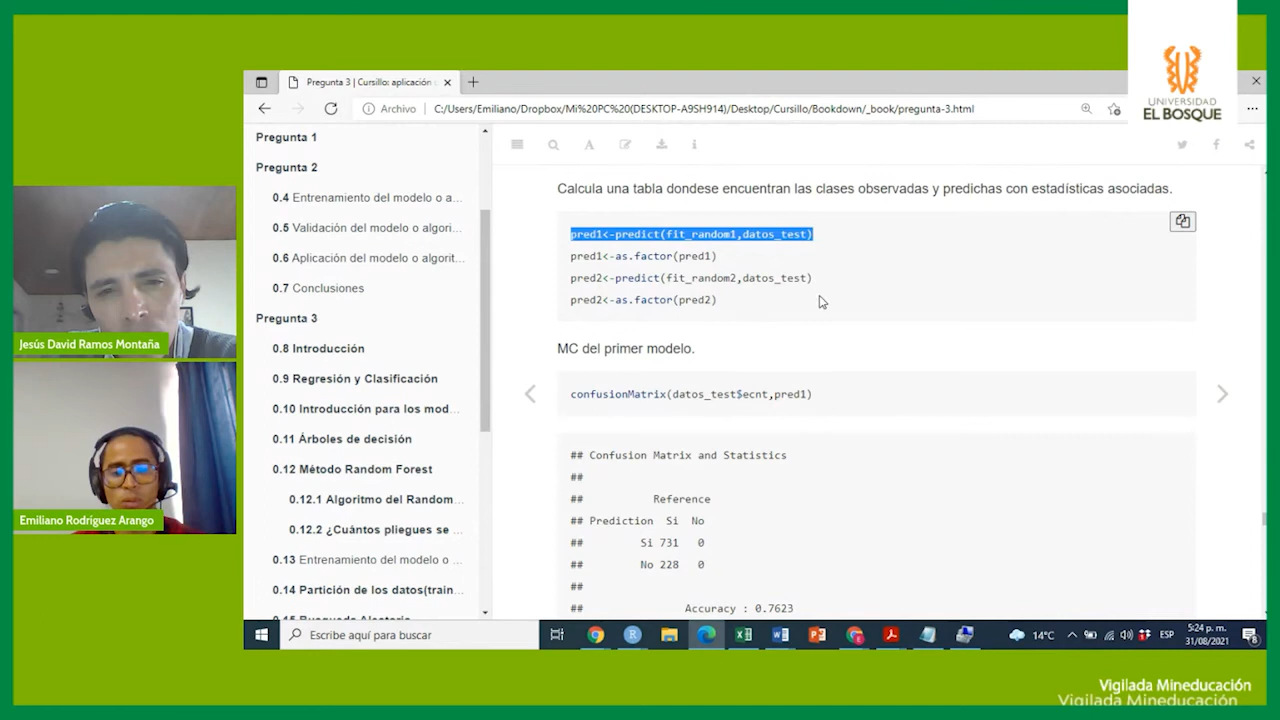 UNIVERSIDAD
EL BOSQUE
Pregunta 3 | Cursillo: aplicación
Archivo
C:/Users/Emiliano/Dropbox/Mi%20PC%20(DESKTOP-A9SH914)/Desktop/Cursillo/Bookdown/_book/pregunta-3.html
Pregunta 1
Pregunta 2
0.4 Entrenamiento del modelo o a...
0.5 Validación del modelo o algori...
0.6 Aplicación del modelo o algorit...
0.7 Conclusiones
Pregunta 3
0.8 Introducción
0.9 Regresión y Clasificación
0.10 Introducción para los mod...
0.11 Árboles de decisión
0.12 Método Random Forest
0.12.1 Algoritmo del Random...
0.12.2 ¿Cuántos pliegues se ...
0.13 Entrenamiento del modelo o ...
0.14 Partición de los datos(train...
0.15 Busqueda Aleatoria
Calcula una tabla dondese encuentran las clases observadas y predichas con estadísticas asociadas.
pred1<-predict(fit_random1,datos_test)
pred1<-as.factor(pred1)
pred2<-predict(fit_random2,datos_test)
pred2<-as.factor(pred2)
MC del primer modelo.
confusionMatrix(datos_test$ecnt,pred1)
## Confusion Matrix and Statistics
##
## Reference
## Prediction Si No
## Si 731 0
## No 228 0
##
## Accuracy : 0.7623
Jesús David Ramos Montaña
Emiliano Rodríguez Arango
Escribe aquí para buscar
14°C
ESP
5:24 p. m.
31/08/2021
Vigilada Mineducación
Vigilada Mineducación